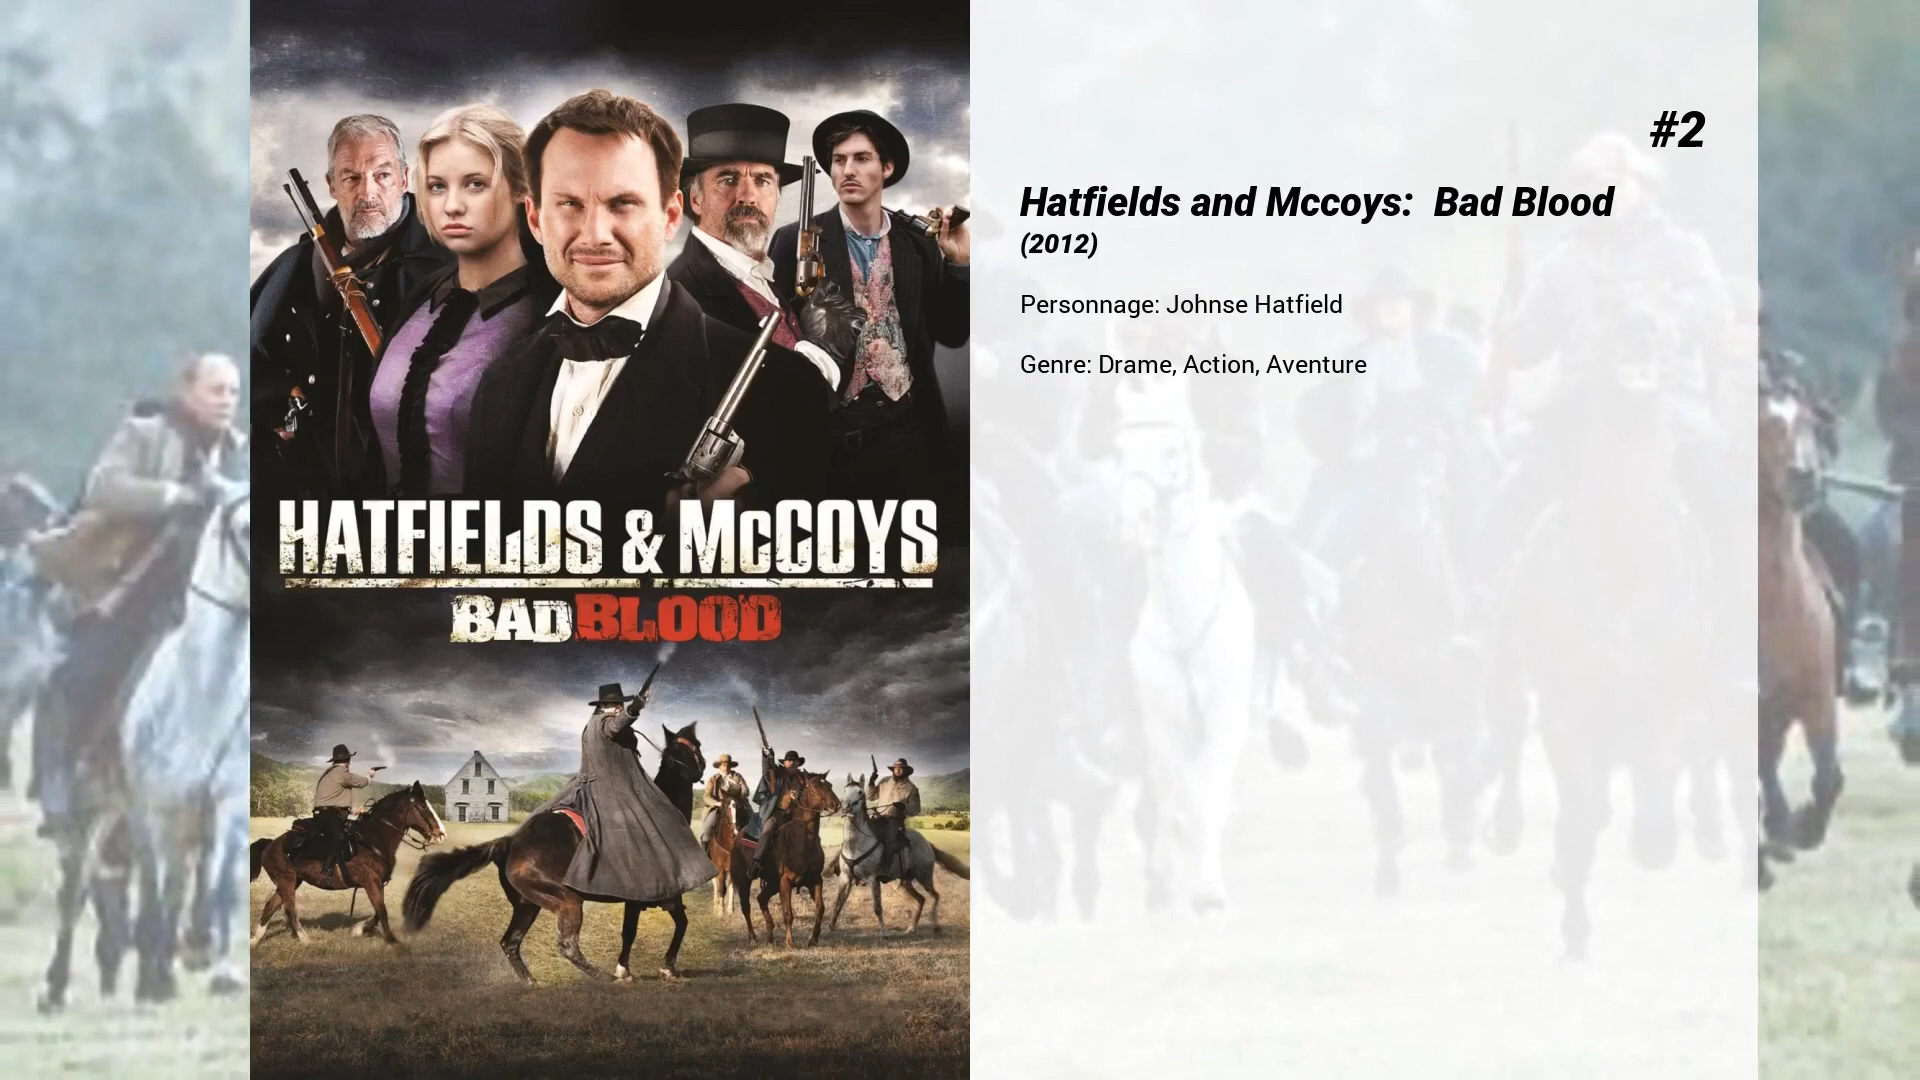 HATFIELDS & McCOYS
BAD BLOOD
#2
Hatfields and Mccoys:  Bad Blood
(2012)
Personnage: Johnse Hatfield
Genre: Drame, Action, Aventure